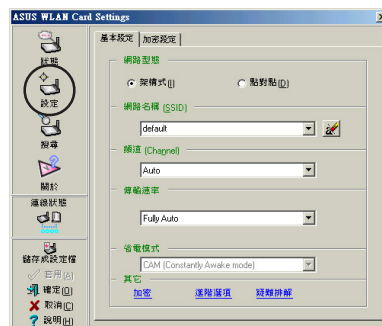 ASUS WLAN Card Settings
狀態
設定
搜尋
關於
連線狀態
儲存成設定檔
套用(A)
確定(O)
取消(C)
說明(H)
基本設定
加密設定
網路型態
架構式(I)
點對點(D)
網路名稱 (SSID)
default
頻道 (Channel)
Auto
傳輸速率
Fully Auto
省電模式
CAM (Constantly Awake mode)
其它
加密
進階選項
疑難排解